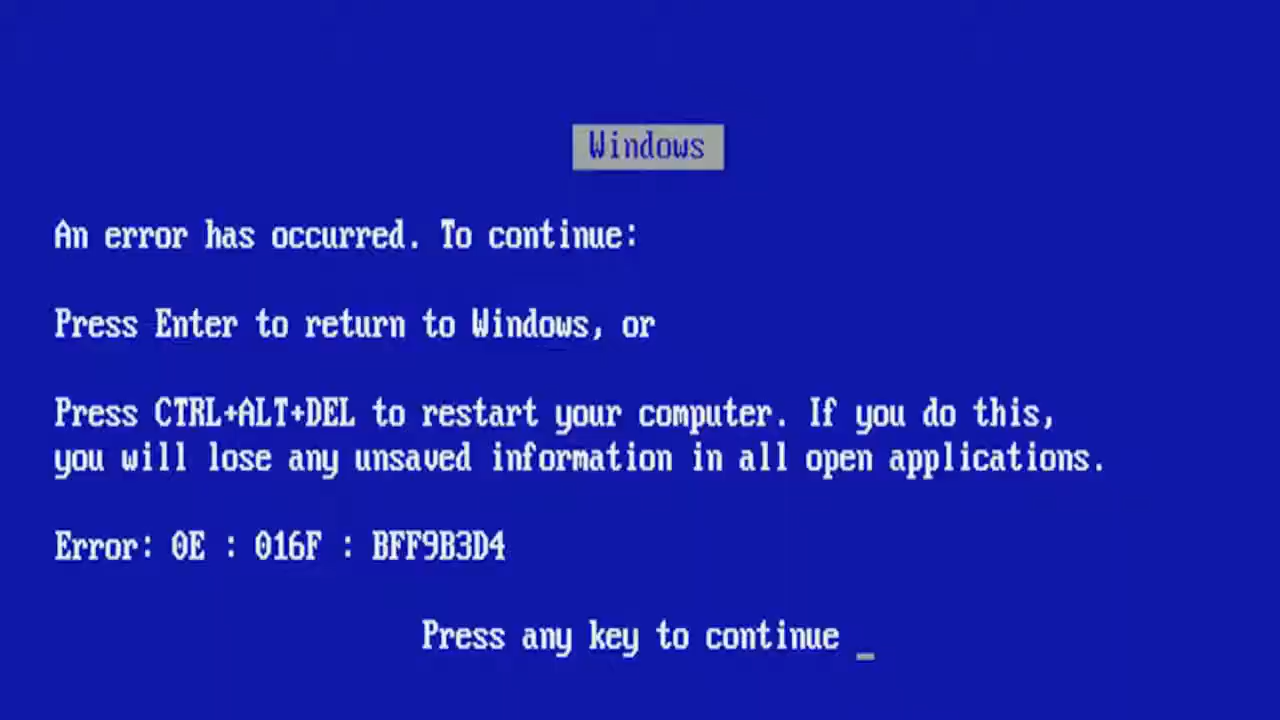 Windows
An error has occurred. To continue:
Press Enter to return to Windows, or
Press CTRL+ALT+DEL to restart your computer. If you do this,
you will lose any unsaved information in all open applications.
Error: 0E : 016F : BFF9B3D4
Press any key to continue _